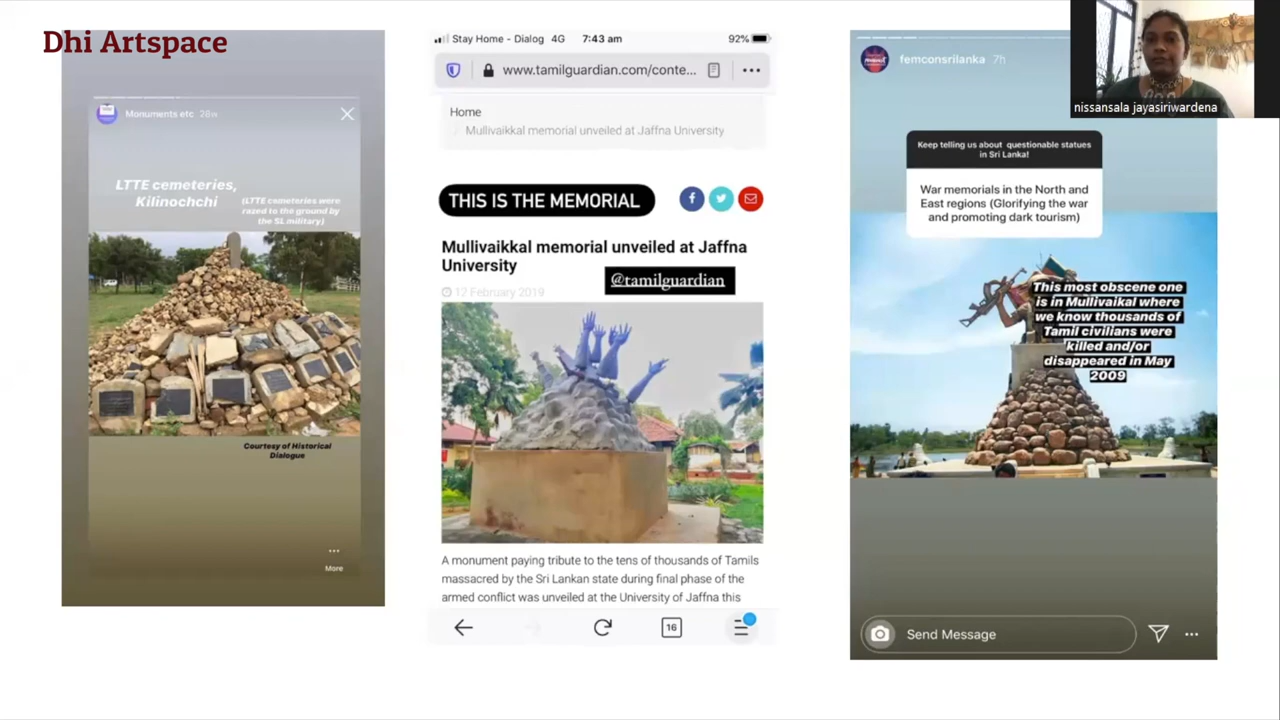 Dhi Artspace
Monuments etc 28w
LTTE cemeteries,
Kilinochchi
(LTTE cemeteries were
razed to the ground by
the SL military)
Courtesy of Historical
Dialogue
More
Stay Home - Dialog 4G 7:43 am 92%
www.tamilguardian.com/conte...
Home
Mullivaikkal memorial unveiled at Jaffna University
THIS IS THE MEMORIAL
f
Mullivaikkal memorial unveiled at Jaffna
University
@tamilguardian
12 February 2019
A monument paying tribute to the tens of thousands of Tamils
massacred by the Sri Lankan state during final phase of the
armed conflict was unveiled at the University of Jaffna this
16
femconsrilanka 7h
Keep telling us about questionable statues
in Sri Lanka!
War memorials in the North and
East regions (Glorifying the war
and promoting dark tourism)
This most obscene one
is in Mullivaikal where
we know thousands of
Tamil civilians were
killed and/or
disappeared in May
2009
Send Message
nissansala jayasiriwardena